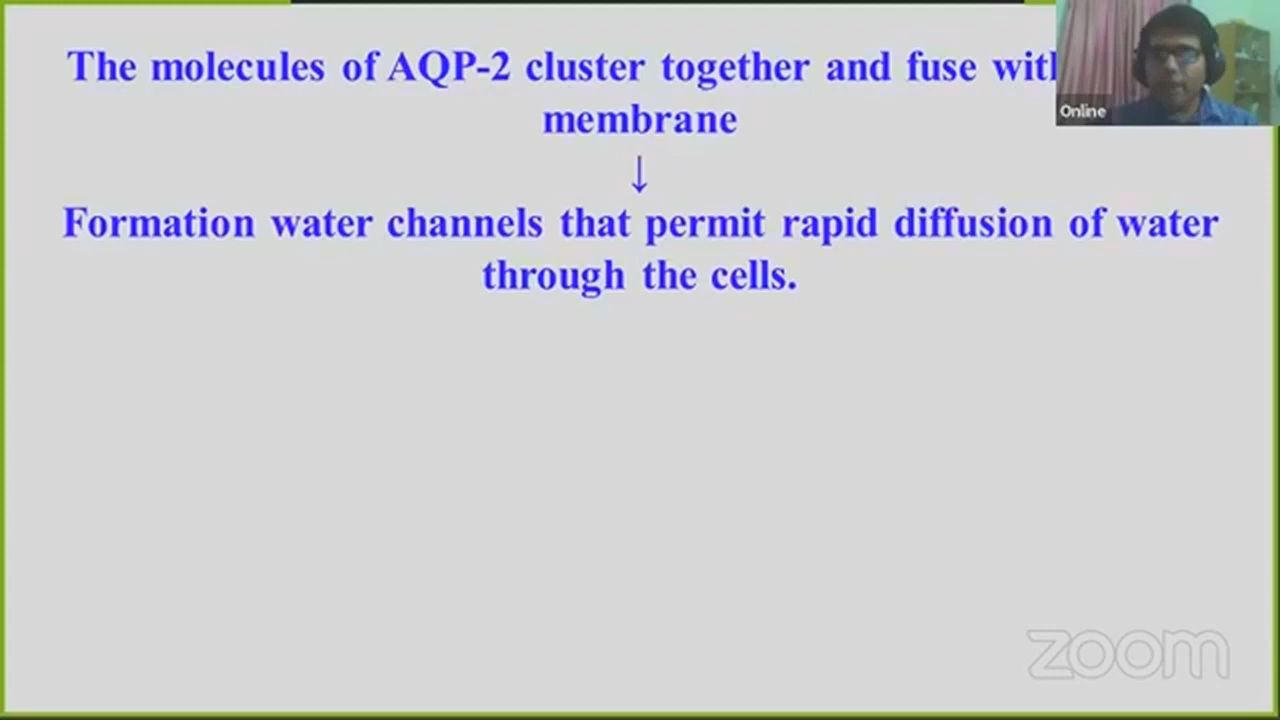 The molecules of AQP-2 cluster together and fuse with
membrane
↓
Formation water channels that permit rapid diffusion of water
through the cells.
Online
zoom